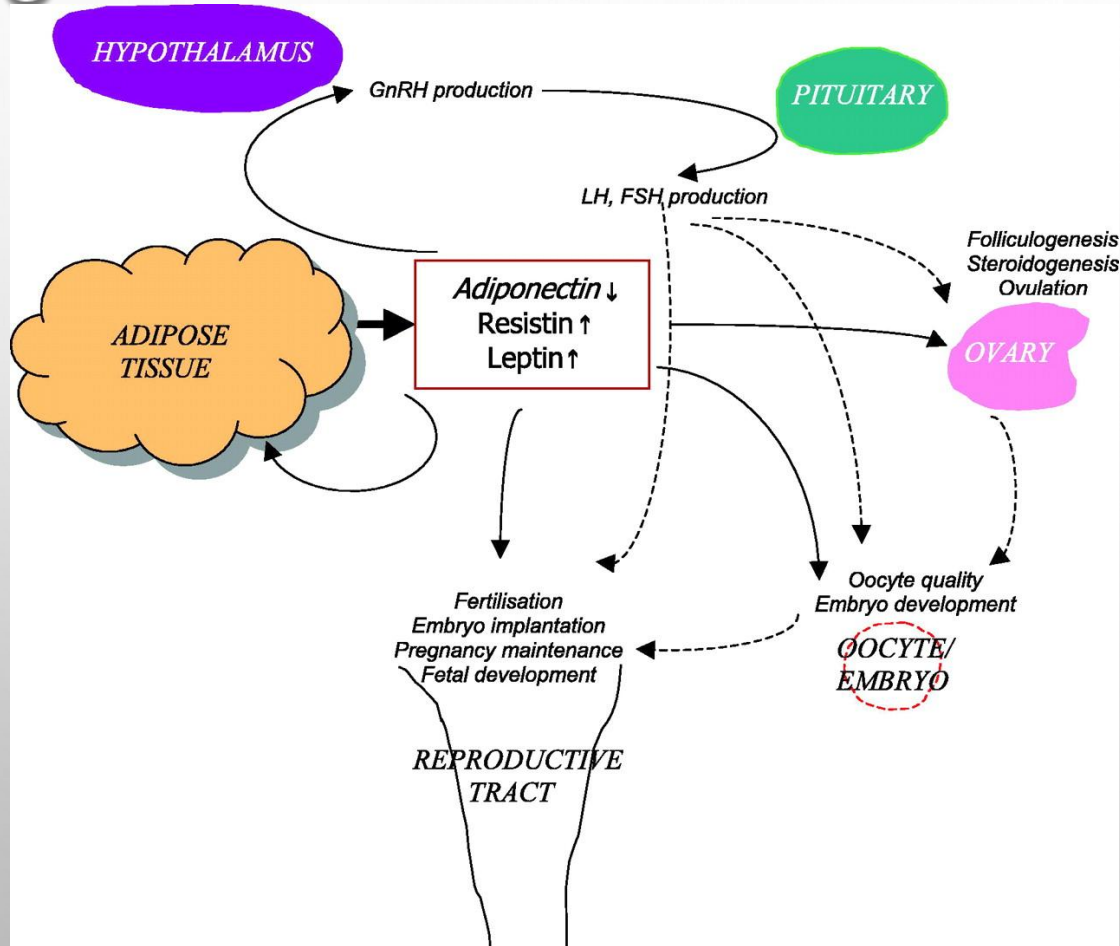 HYPOTHALAMUS
GnRH production
PITUITARY
LH, FSH production
Folliculogenesis
Steroidogenesis
Ovulation
OVARY
ADIPOSE
TISSUE
Adiponectin ↓
Resistin ↑
Leptin ↑
Oocyte quality
Embryo development
OOCYTE/
EMBRYO
Fertilisation
Embryo implantation
Pregnancy maintenance
Fetal development
REPRODUCTIVE
TRACT